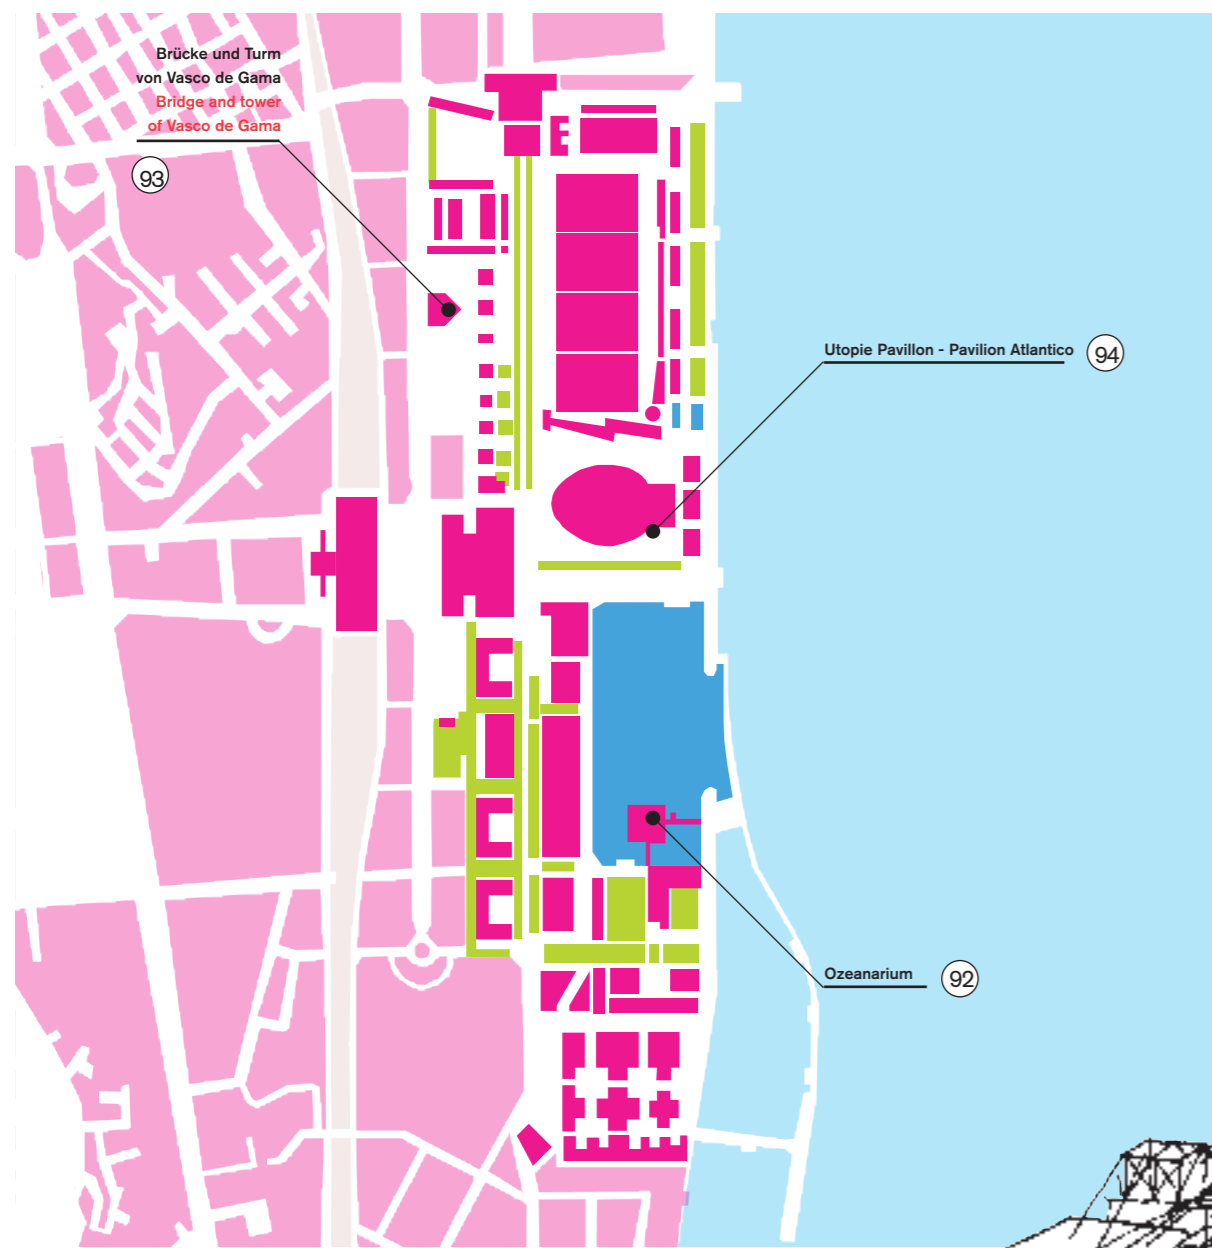 Brücke und Turm
von Vasco de Gama
Bridge and tower
of Vasco de Gama
93
Utopie Pavillon - Pavilion Atlantico
94
Ozeanarium
92